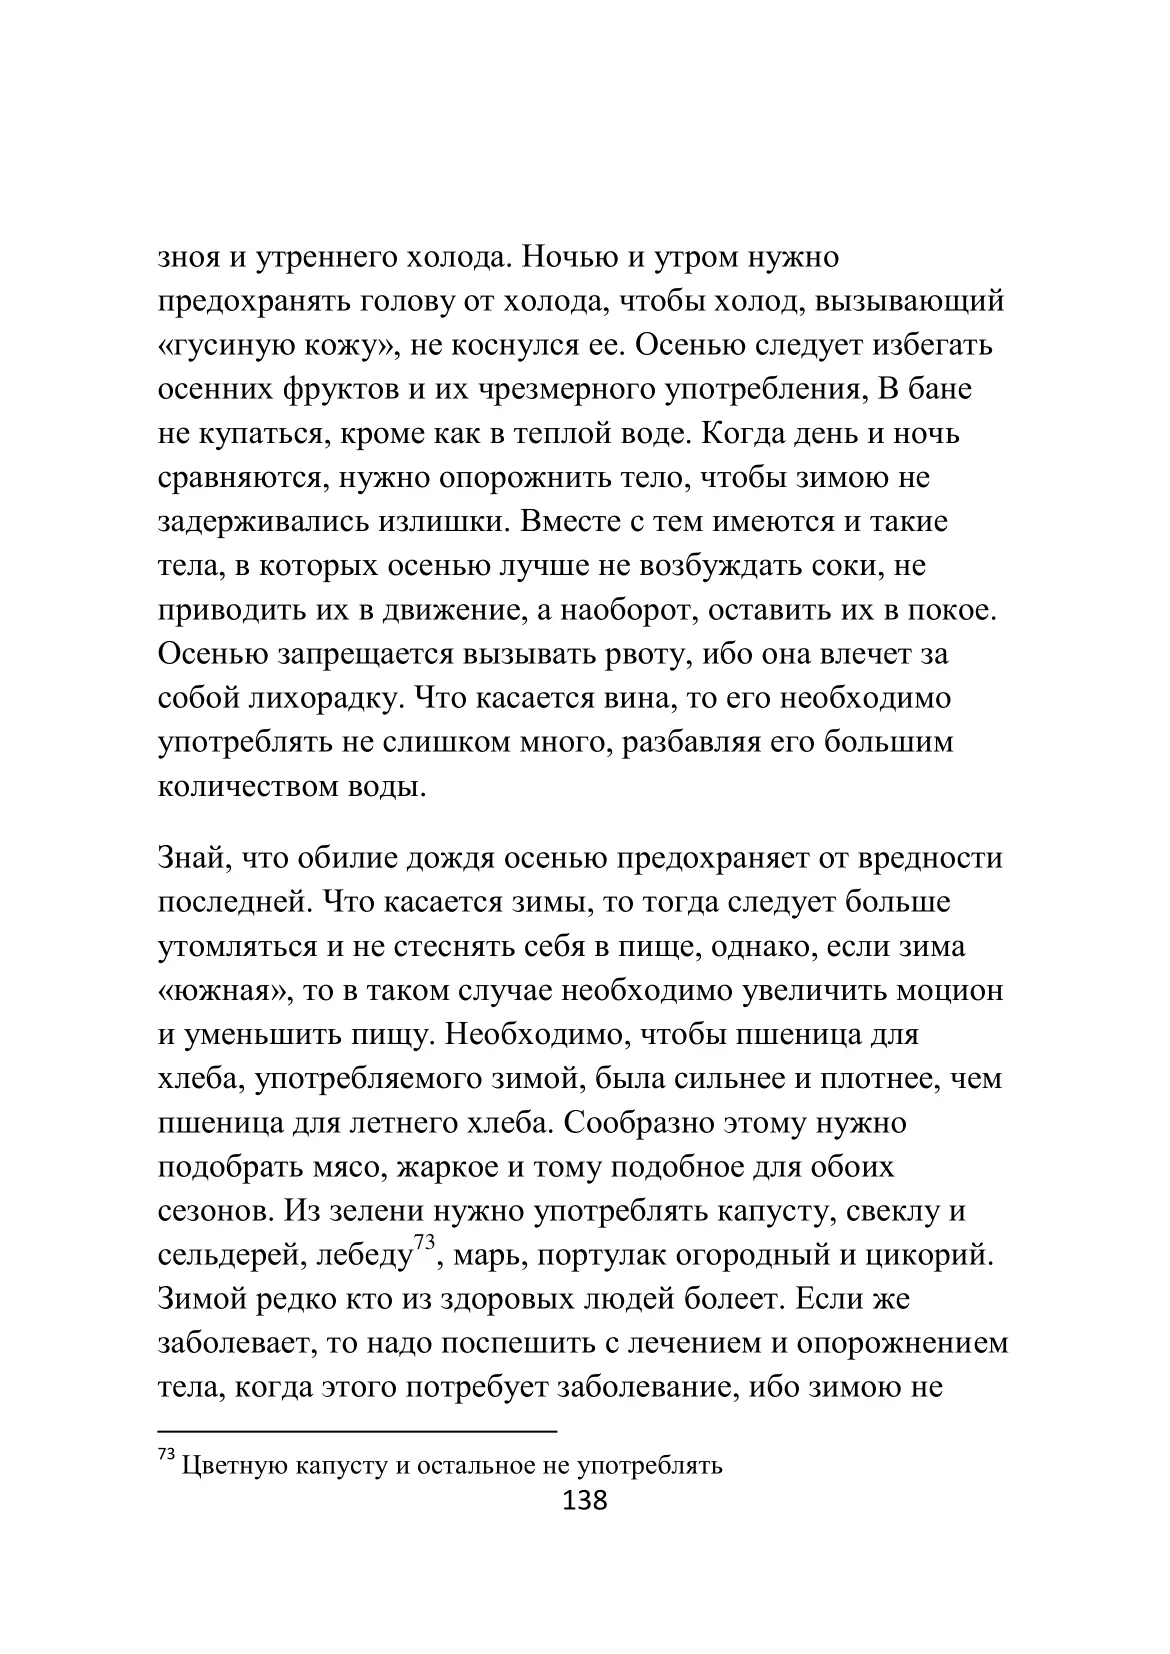 зноя и утреннего холода. Ночью и утром нужно
предохранять голову от холода, чтобы холод, вызывающий
«гусиную кожу», не коснулся ее. Осенью следует избегать
осенних фруктов и их чрезмерного употребления, В бане
не купаться, кроме как в теплой воде. Когда день и ночь
сравняются, нужно опорожнить тело, чтобы зимою не
задерживались излишки. Вместе с тем имеются и такие
тела, в которых осенью лучше не возбуждать соки, не
приводить их в движение, а наоборот, оставить их в покое.
Осенью запрещается вызывать рвоту, ибо она влечет за
собой лихорадку. Что касается вина, то его необходимо
употреблять не слишком много, разбавляя его большим
количеством воды.
Знай, что обилие дождя осенью предохраняет от вредности
последней. Что касается зимы, то тогда следует больше
утомляться и не стеснять себя в пище, однако, если зима
«южная», то в таком случае необходимо увеличить моцион
и уменьшить пищу. Необходимо, чтобы пшеница для
хлеба, употребляемого зимой, была сильнее и плотнее, чем
пшеница для летнего хлеба. Сообразно этому нужно
подобрать мясо, жаркое и тому подобное для обоих
сезонов. Из зелени нужно употреблять капусту, свеклу и
сельдерей, лебеду73, марь, портулак огородный и цикорий.
Зимой редко кто из здоровых людей болеет. Если же
заболевает, то надо поспешить с лечением и опорожнением
тела, когда этого потребует заболевание, ибо зимою не
73 Цветную капусту и остальное не употреблять
138